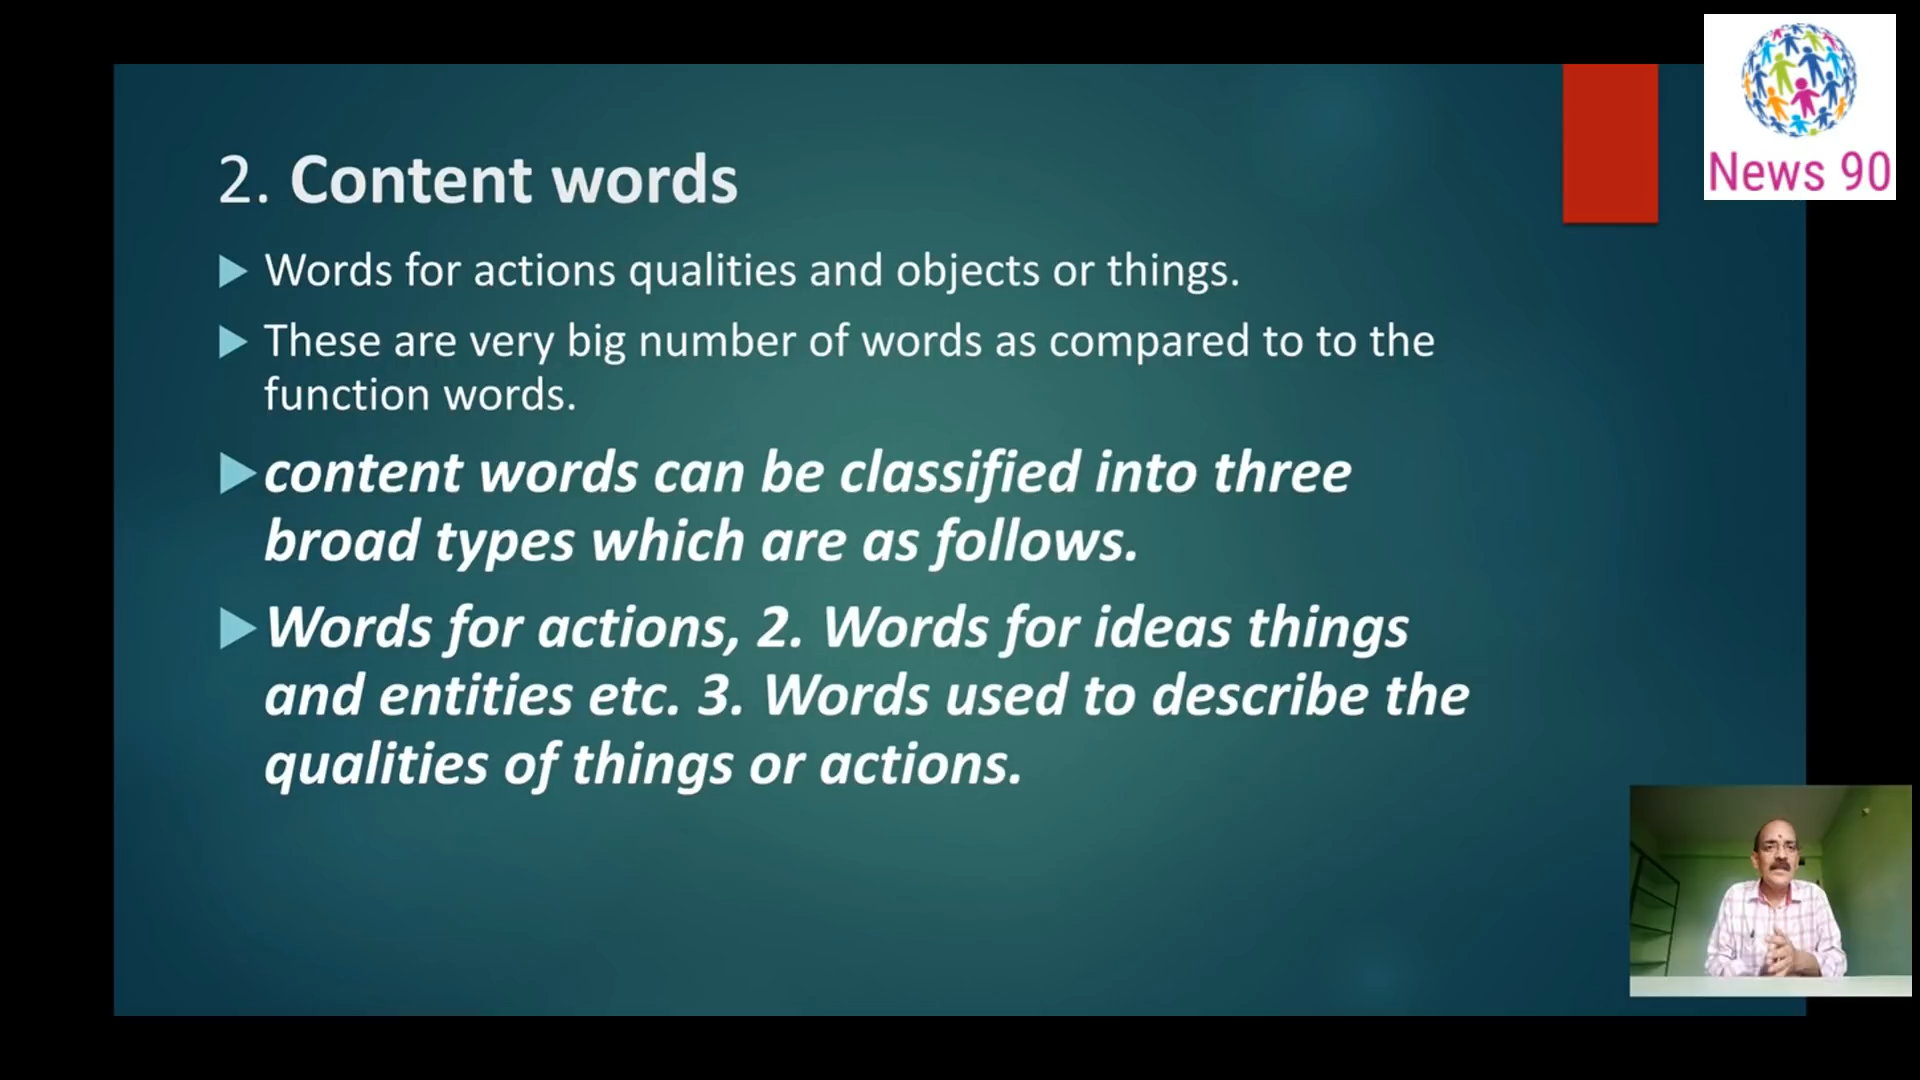 News 90
2. Content words
Words for actions qualities and objects or things.
These are very big number of words as compared to to the
function words.
content words can be classified into three
broad types which are as follows.
Words for actions, 2. Words for ideas things
and entities etc. 3. Words used to describe the
qualities of things or actions.